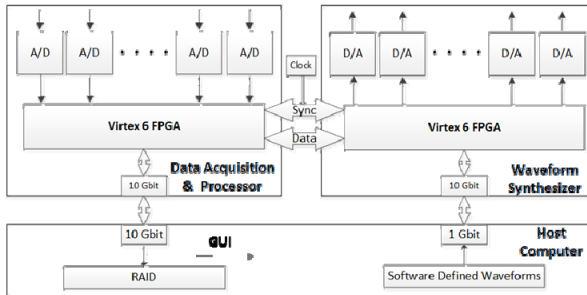 A/D A/D A/D A/D
Clock
D/A D/A D/A D/A
Sync
Virtex 6 FPGA
Virtex 6 FPGA
Data
Data Acquisition
& Processor
10 Gbit
Waveform
Synthesizer
10 Gbit
10 Gbit
GUI
1 Gbit
Host
Computer
RAID
Software Defined Waveforms